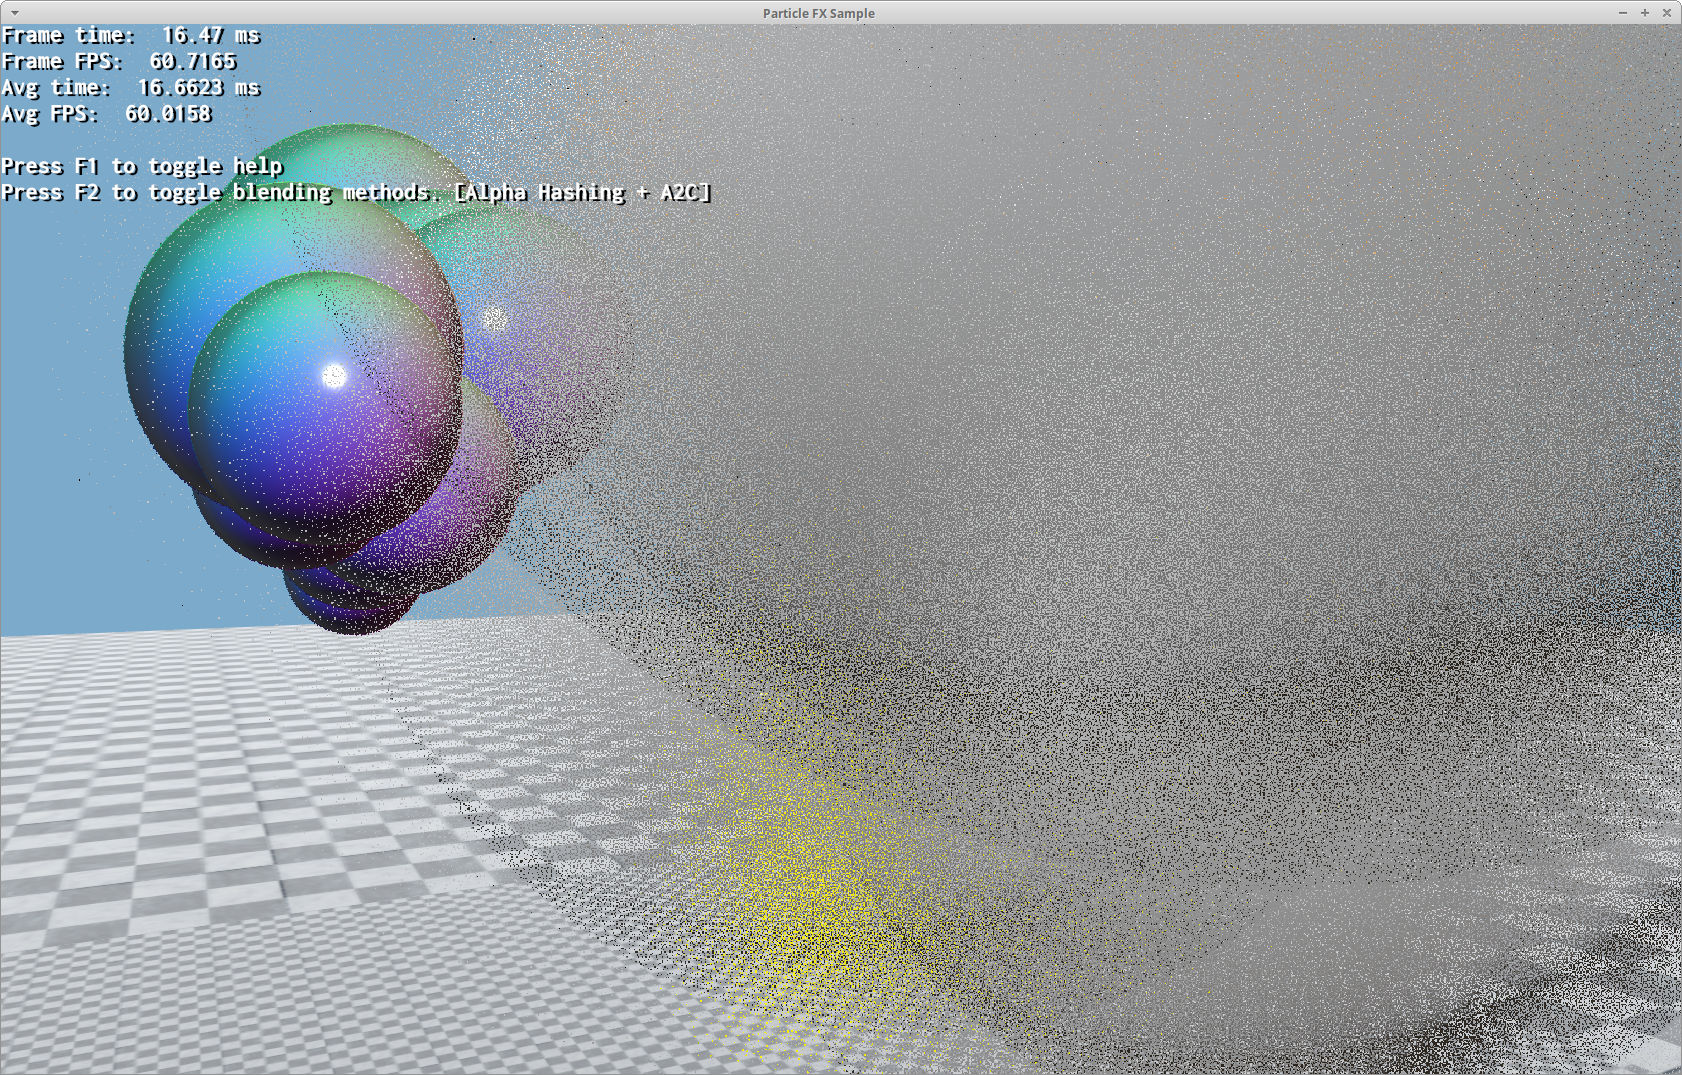 Particle FX Sample
Frame time:  16.47 ms
Frame FPS:  60.7165
Avg time:  16.6623 ms
Avg FPS:  60.0158
Press F1 to toggle help
Press F2 to toggle blending methods. [Alpha Hashing + A2C]